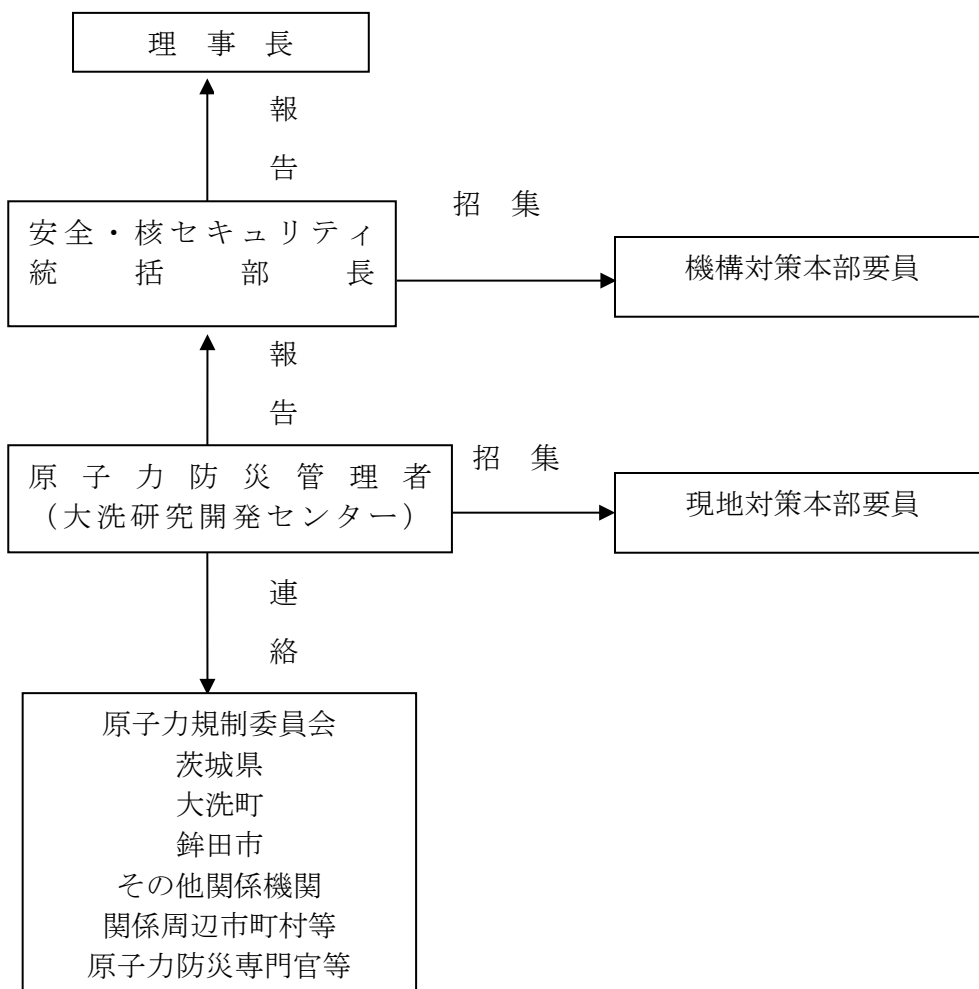 理事長
報
告
招集
安全・核セキュリティ
統括部長
機構対策本部要員
報
告
招集
原子力防災管理者
（大洗研究開発センター）
現地対策本部要員
連
絡
原子力規制委員会
茨城県
大洗町
鉾田市
その他関係機関
関係周辺市町村等
原子力防災専門官等